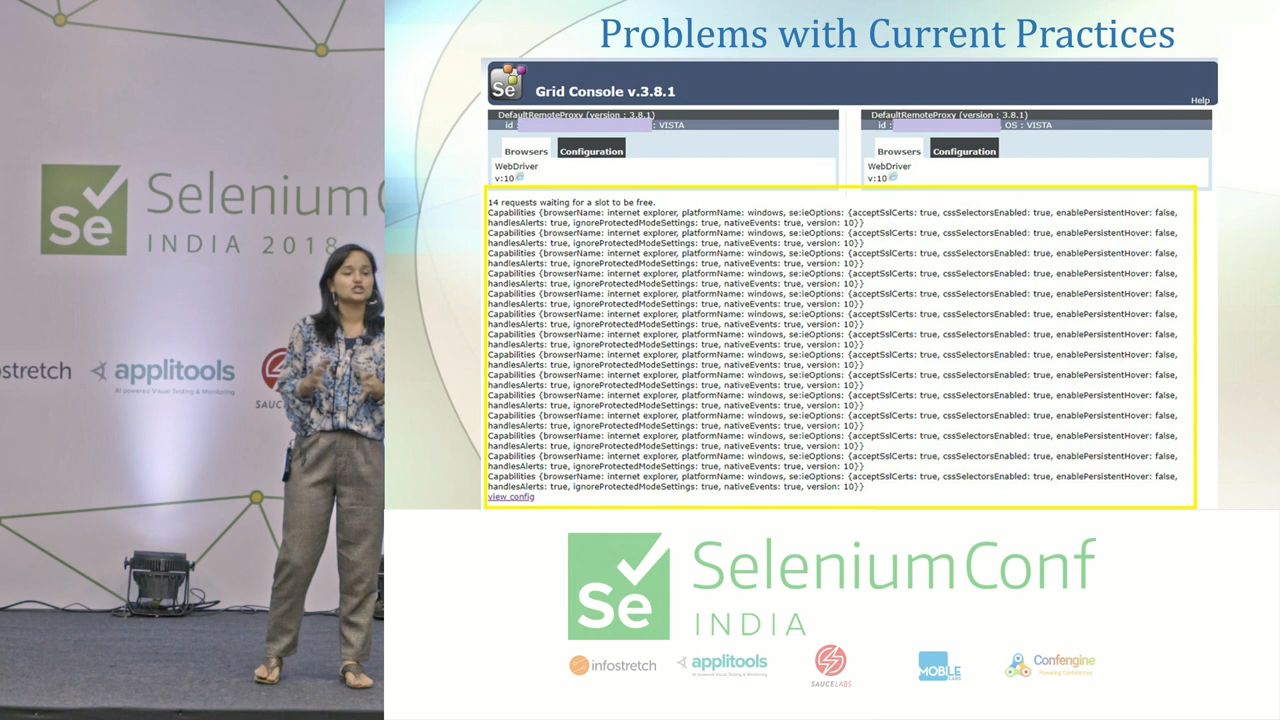 Problems with Current Practices
Se
Grid Console v.3.8.1
Help
DefaultRemoteProxy (version : 3.8.1)
id : : VISTA
Browsers Configuration
WebDriver
v:10
DefaultRemoteProxy (version : 3.8.1)
id : , OS : VISTA
Browsers Configuration
WebDriver
v:10
14 requests waiting for a slot to be free.
Capabilities {browserName: internet explorer, platformName: windows, se:ieOptions: {acceptSslCerts: true, cssSelectorsEnabled: true, enablePersistentHover: false,
handlesAlerts: true, ignoreProtectedModeSettings: true, nativeEvents: true, version: 10}}
Capabilities {browserName: internet explorer, platformName: windows, se:ieOptions: {acceptSslCerts: true, cssSelectorsEnabled: true, enablePersistentHover: false,
handlesAlerts: true, ignoreProtectedModeSettings: true, nativeEvents: true, version: 10}}
Capabilities {browserName: internet explorer, platformName: windows, se:ieOptions: {acceptSslCerts: true, cssSelectorsEnabled: true, enablePersistentHover: false,
handlesAlerts: true, ignoreProtectedModeSettings: true, nativeEvents: true, version: 10}}
Capabilities {browserName: internet explorer, platformName: windows, se:ieOptions: {acceptSslCerts: true, cssSelectorsEnabled: true, enablePersistentHover: false,
handlesAlerts: true, ignoreProtectedModeSettings: true, nativeEvents: true, version: 10}}
Capabilities {browserName: internet explorer, platformName: windows, se:ieOptions: {acceptSslCerts: true, cssSelectorsEnabled: true, enablePersistentHover: false,
handlesAlerts: true, ignoreProtectedModeSettings: true, nativeEvents: true, version: 10}}
Capabilities {browserName: internet explorer, platformName: windows, se:ieOptions: {acceptSslCerts: true, cssSelectorsEnabled: true, enablePersistentHover: false,
handlesAlerts: true, ignoreProtectedModeSettings: true, nativeEvents: true, version: 10}}
Capabilities {browserName: internet explorer, platformName: windows, se:ieOptions: {acceptSslCerts: true, cssSelectorsEnabled: true, enablePersistentHover: false,
handlesAlerts: true, ignoreProtectedModeSettings: true, nativeEvents: true, version: 10}}
Capabilities {browserName: internet explorer, platformName: windows, se:ieOptions: {acceptSslCerts: true, cssSelectorsEnabled: true, enablePersistentHover: false,
handlesAlerts: true, ignoreProtectedModeSettings: true, nativeEvents: true, version: 10}}
Capabilities {browserName: internet explorer, platformName: windows, se:ieOptions: {acceptSslCerts: true, cssSelectorsEnabled: true, enablePersistentHover: false,
handlesAlerts: true, ignoreProtectedModeSettings: true, nativeEvents: true, version: 10}}
Capabilities {browserName: internet explorer, platformName: windows, se:ieOptions: {acceptSslCerts: true, cssSelectorsEnabled: true, enablePersistentHover: false,
handlesAlerts: true, ignoreProtectedModeSettings: true, nativeEvents: true, version: 10}}
Capabilities {browserName: internet explorer, platformName: windows, se:ieOptions: {acceptSslCerts: true, cssSelectorsEnabled: true, enablePersistentHover: false,
handlesAlerts: true, ignoreProtectedModeSettings: true, nativeEvents: true, version: 10}}
Capabilities {browserName: internet explorer, platformName: windows, se:ieOptions: {acceptSslCerts: true, cssSelectorsEnabled: true, enablePersistentHover: false,
handlesAlerts: true, ignoreProtectedModeSettings: true, nativeEvents: true, version: 10}}
Capabilities {browserName: internet explorer, platformName: windows, se:ieOptions: {acceptSslCerts: true, cssSelectorsEnabled: true, enablePersistentHover: false,
handlesAlerts: true, ignoreProtectedModeSettings: true, nativeEvents: true, version: 10}}
Capabilities {browserName: internet explorer, platformName: windows, se:ieOptions: {acceptSslCerts: true, cssSelectorsEnabled: true, enablePersistentHover: false,
handlesAlerts: true, ignoreProtectedModeSettings: true, nativeEvents: true, version: 10}}
view config
Se SeleniumC
INDIA 2018
stretch applitools
AI powered Visual Testing & Monitoring
SAUC
Se SeleniumConf
INDIA
infostretch applitools
AI powered Visual Testing & Monitoring
SAUCELABS
MOBILE
LABS
Confengine
Powering Conferences